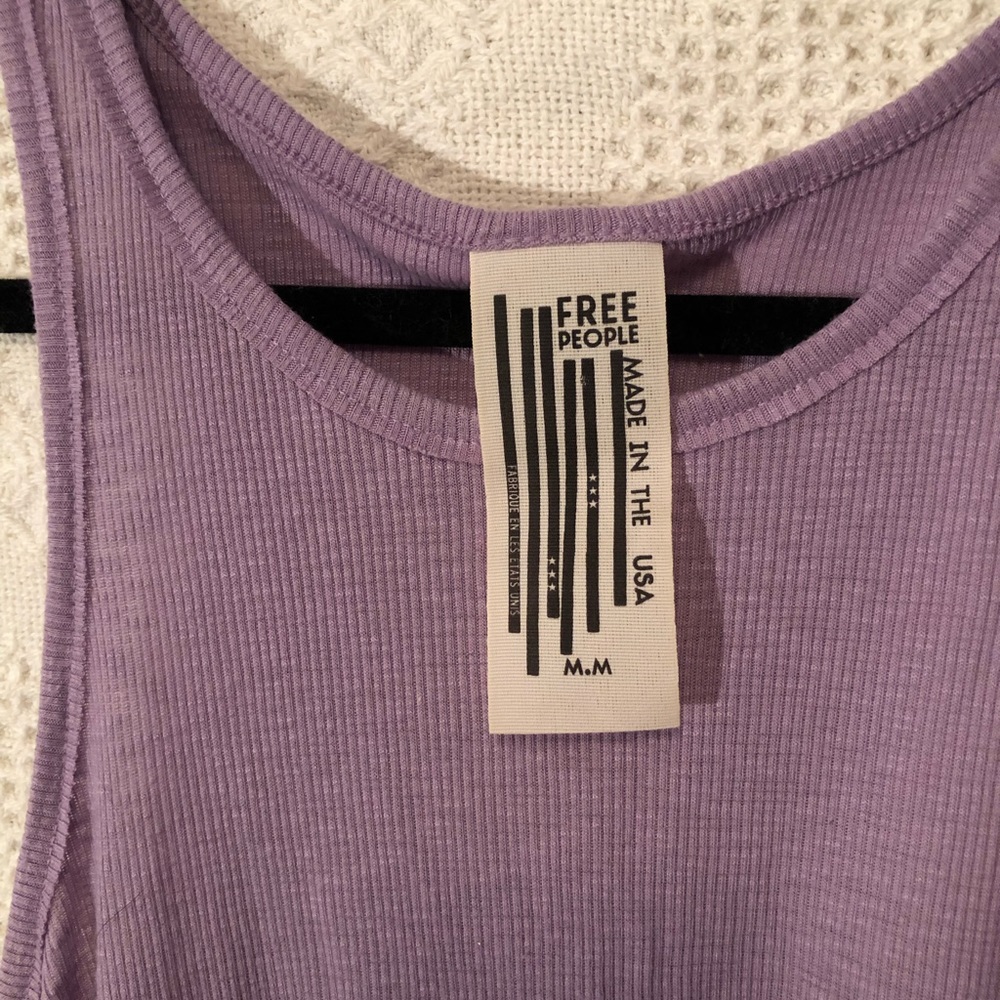 FREE
PEOPLE
MADE IN THE USA
FABRIQUE EN LES ETATS UNIS
M.M